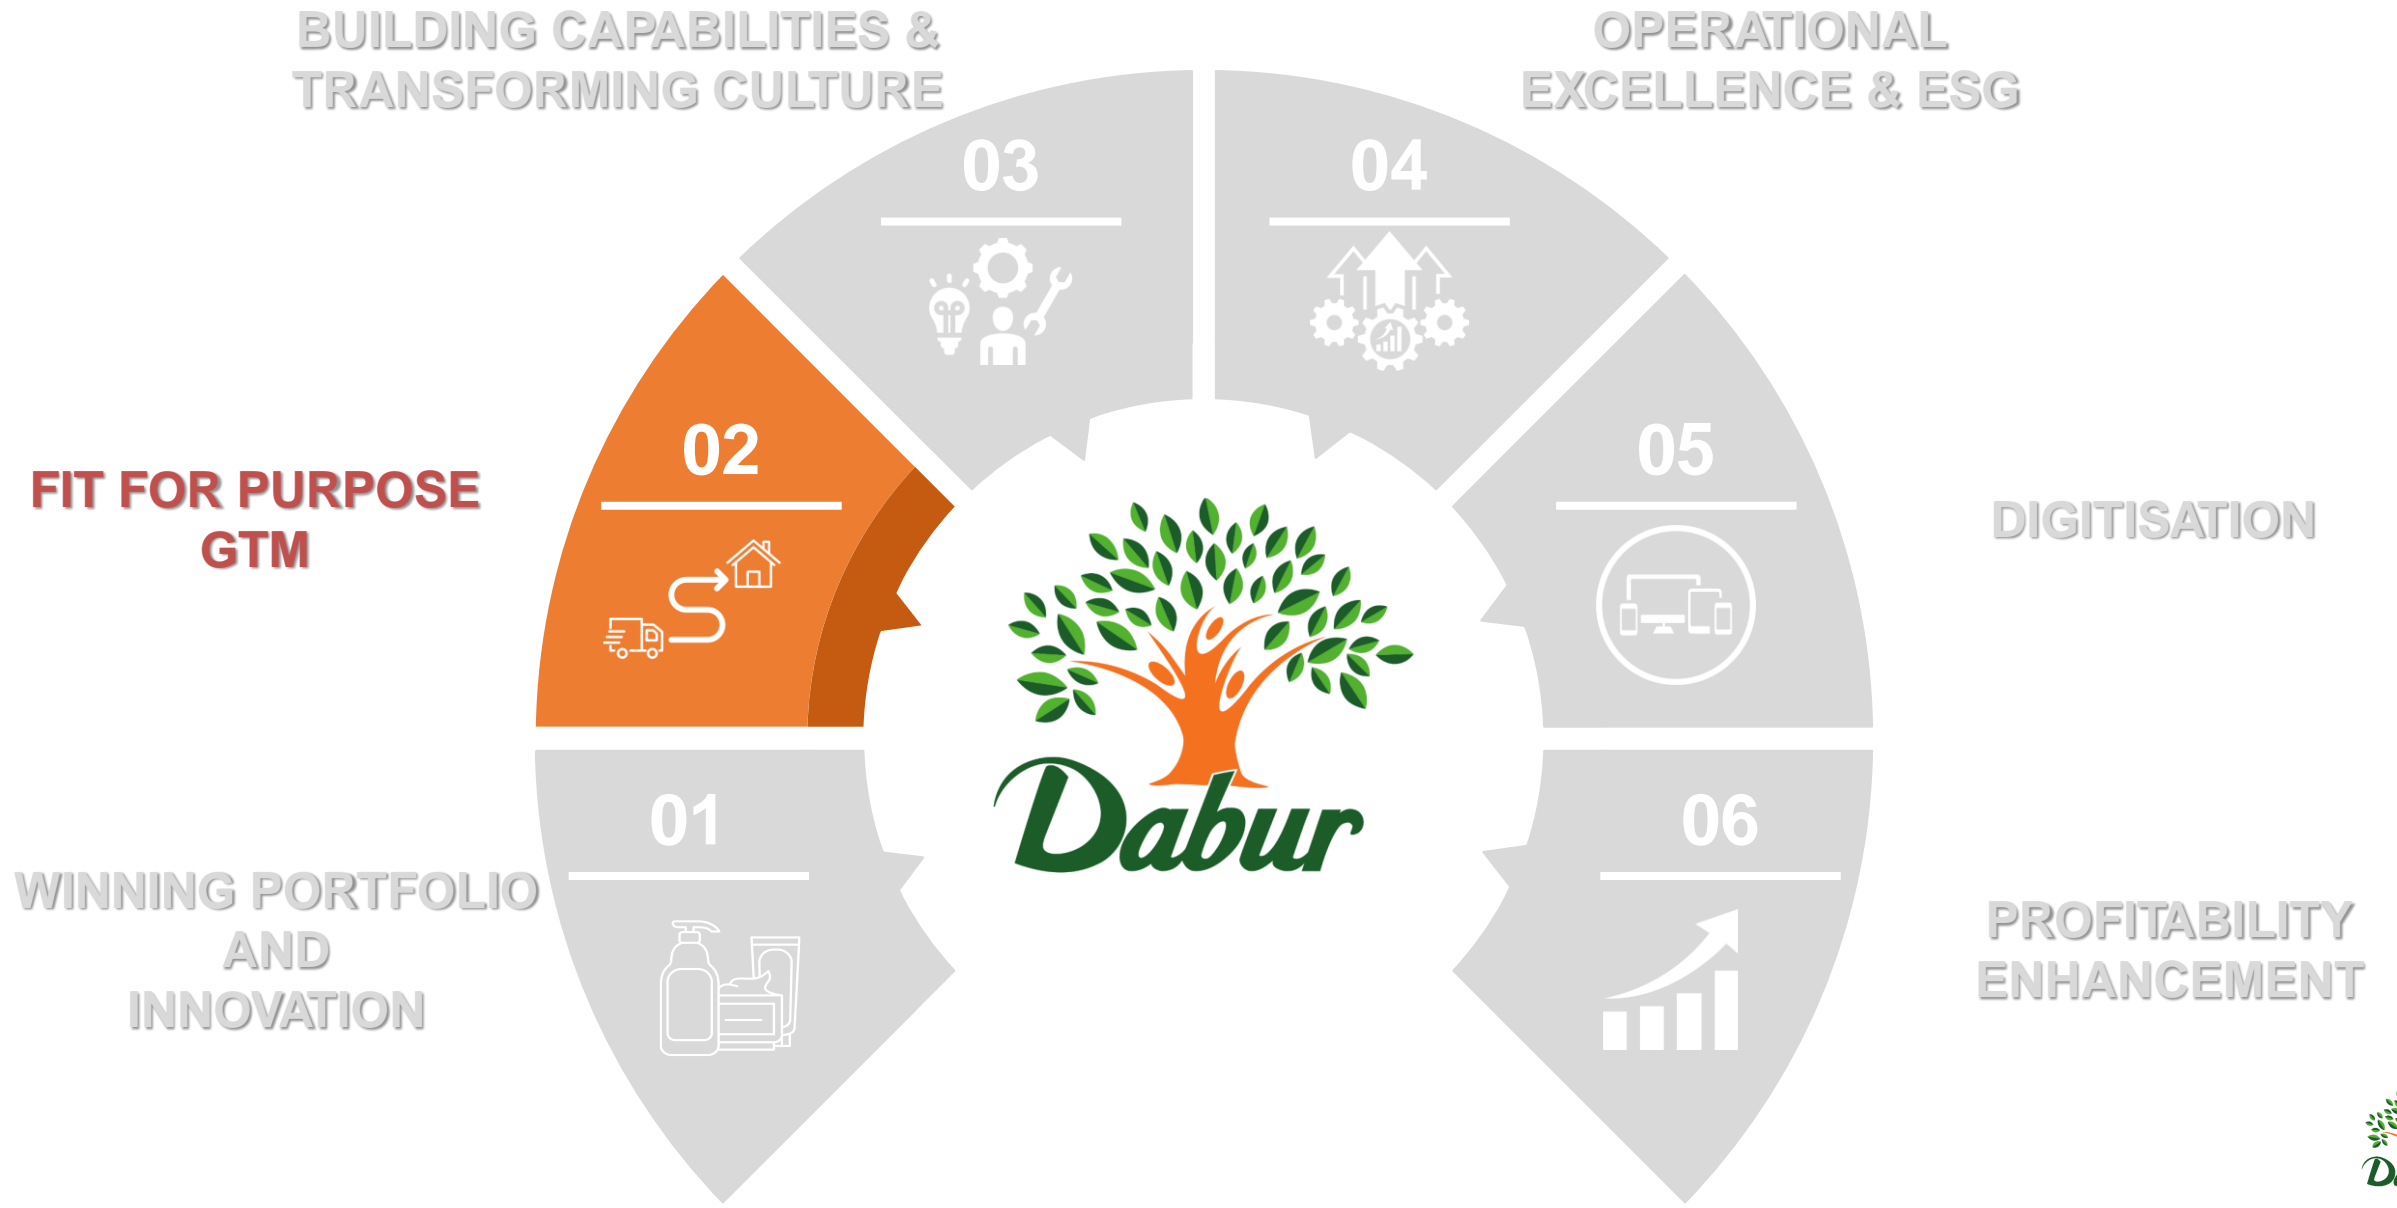 BUILDING CAPABILITIES &
TRANSFORMING CULTURE
OPERATIONAL
EXCELLENCE & ESG
03
04
02
05
FIT FOR PURPOSE
GTM
DIGITISATION
Dabur
01
06
WINNING PORTFOLIO
AND
INNOVATION
PROFITABILITY
ENHANCEMENT